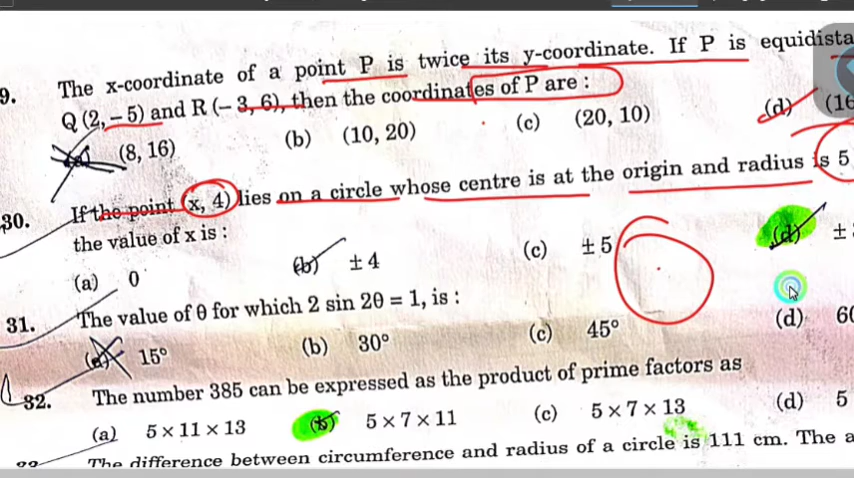 9. The x-coordinate of a point P is twice its y-coordinate. If P is equidista
Q (2, – 5) and R (– 3, 6), then the coordinates of P are :
(8, 16) (b) (10, 20) (c) (20, 10) (d) (16
30. If the point (x, 4) lies on a circle whose centre is at the origin and radius is 5
the value of x is :
(a) 0 (b) ± 4 (c) ± 5 (d) ±
31. The value of θ for which 2 sin 2θ = 1, is :
(a) 15° (b) 30° (c) 45° (d) 60
32. The number 385 can be expressed as the product of prime factors as
(a) 5 × 11 × 13 (b) 5 × 7 × 11 (c) 5 × 7 × 13 (d) 5
The difference between circumference and radius of a circle is 111 cm. The a